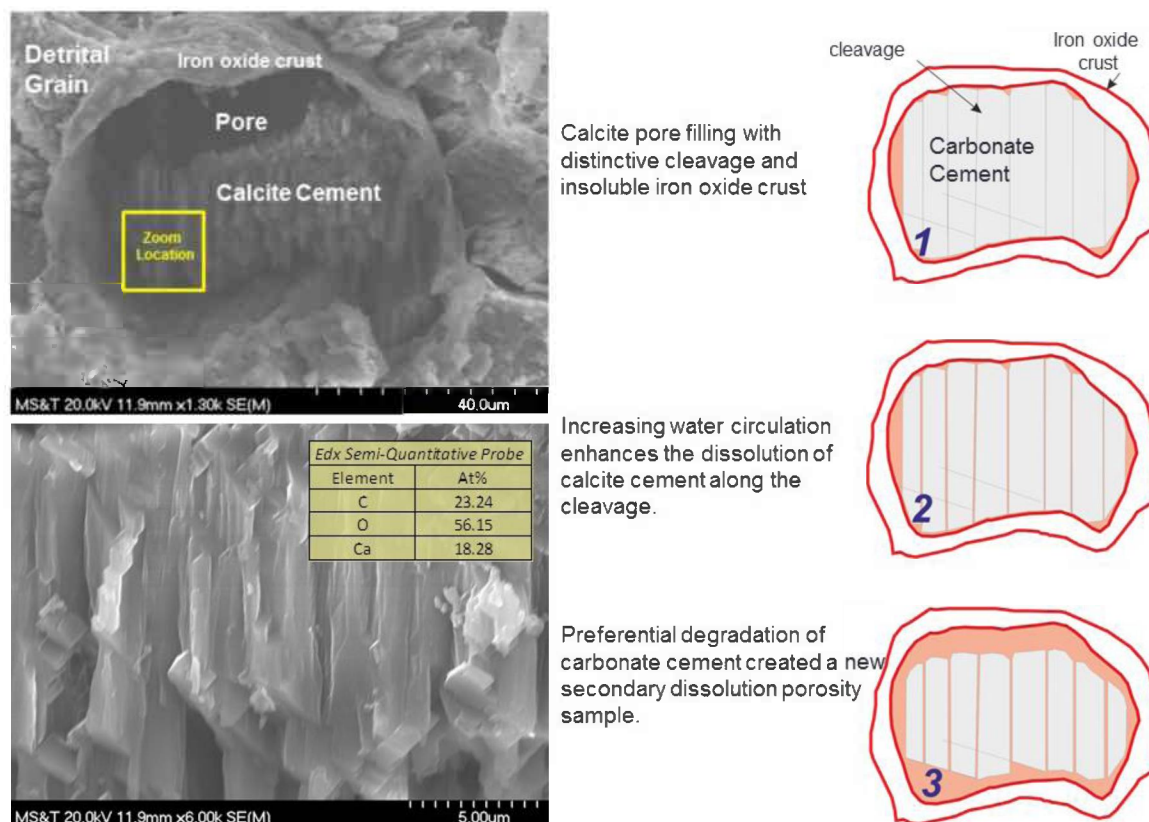 Detrital
Grain
Iron oxide crust
Pore
Calcite Cement
Zoom
Location
MS&T 20.0kV 11.9mm x1.30k SE(M)
40.0um
Edx Semi-Quantitative Probe
Element At%
C 23.24
O 56.15
Ca 18.28
MS&T 20.0kV 11.9mm x6.00k SE(M)
5.00um
Calcite pore filling with
distinctive cleavage and
insoluble iron oxide crust
Increasing water circulation
enhances the dissolution of
calcite cement along the
cleavage.
Preferential degradation of
carbonate cement created a new
secondary dissolution porosity
sample.
cleavage
Iron oxide
crust
Carbonate
Cement
1
2
3